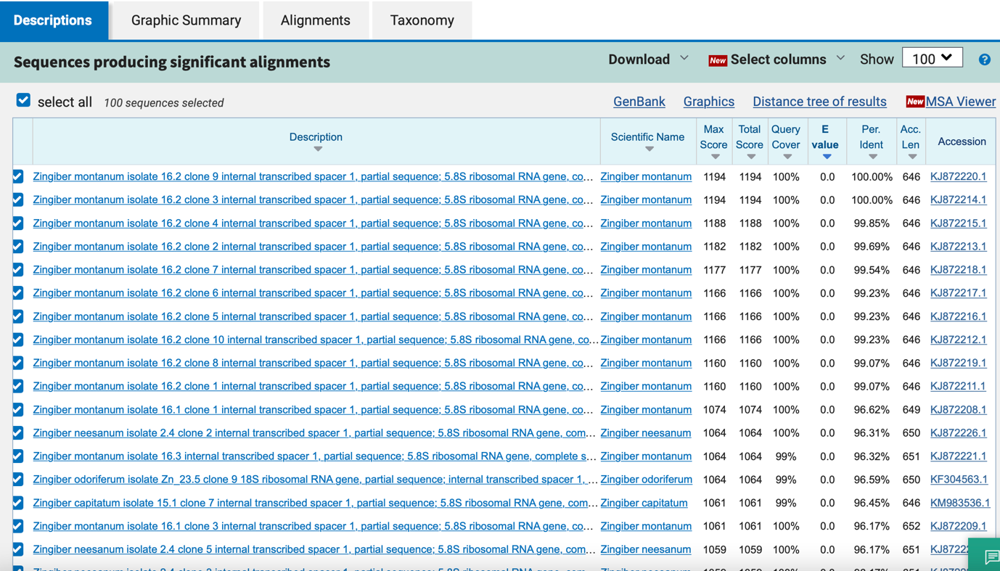 Descriptions Graphic Summary Alignments Taxonomy
Sequences producing significant alignments Download New Select columns Show 100 ?
select all 100 sequences selected GenBank Graphics Distance tree of results New MSA Viewer
Description Scientific Name Max Score Total Score Query Cover E value Per. Ident Acc. Len Accession
Zingiber montanum isolate 16.2 clone 9 internal transcribed spacer 1, partial sequence; 5.8S ribosomal RNA gene, co... Zingiber montanum 1194 1194 100% 0.0 100.00% 646 KJ872220.1
Zingiber montanum isolate 16.2 clone 3 internal transcribed spacer 1, partial sequence; 5.8S ribosomal RNA gene, co... Zingiber montanum 1194 1194 100% 0.0 100.00% 646 KJ872214.1
Zingiber montanum isolate 16.2 clone 4 internal transcribed spacer 1, partial sequence; 5.8S ribosomal RNA gene, co... Zingiber montanum 1188 1188 100% 0.0 99.85% 646 KJ872215.1
Zingiber montanum isolate 16.2 clone 2 internal transcribed spacer 1, partial sequence; 5.8S ribosomal RNA gene, co... Zingiber montanum 1182 1182 100% 0.0 99.69% 646 KJ872213.1
Zingiber montanum isolate 16.2 clone 7 internal transcribed spacer 1, partial sequence; 5.8S ribosomal RNA gene, co... Zingiber montanum 1177 1177 100% 0.0 99.54% 646 KJ872218.1
Zingiber montanum isolate 16.2 clone 6 internal transcribed spacer 1, partial sequence; 5.8S ribosomal RNA gene, co... Zingiber montanum 1166 1166 100% 0.0 99.23% 646 KJ872217.1
Zingiber montanum isolate 16.2 clone 5 internal transcribed spacer 1, partial sequence; 5.8S ribosomal RNA gene, co... Zingiber montanum 1166 1166 100% 0.0 99.23% 646 KJ872216.1
Zingiber montanum isolate 16.2 clone 10 internal transcribed spacer 1, partial sequence; 5.8S ribosomal RNA gene, co... Zingiber montanum 1166 1166 100% 0.0 99.23% 646 KJ872212.1
Zingiber montanum isolate 16.2 clone 8 internal transcribed spacer 1, partial sequence; 5.8S ribosomal RNA gene, co... Zingiber montanum 1160 1160 100% 0.0 99.07% 646 KJ872219.1
Zingiber montanum isolate 16.2 clone 1 internal transcribed spacer 1, partial sequence; 5.8S ribosomal RNA gene, co... Zingiber montanum 1160 1160 100% 0.0 99.07% 646 KJ872211.1
Zingiber montanum isolate 16.1 clone 1 internal transcribed spacer 1, partial sequence; 5.8S ribosomal RNA gene, co... Zingiber montanum 1074 1074 100% 0.0 96.62% 649 KJ872208.1
Zingiber neesanum isolate 2.4 clone 2 internal transcribed spacer 1, partial sequence; 5.8S ribosomal RNA gene, com... Zingiber neesanum 1064 1064 100% 0.0 96.31% 650 KJ872226.1
Zingiber montanum isolate 16.3 internal transcribed spacer 1, partial sequence; 5.8S ribosomal RNA gene, complete s... Zingiber montanum 1064 1064 99% 0.0 96.32% 651 KJ872221.1
Zingiber odoriferum isolate Zn_23.5 clone 9 18S ribosomal RNA gene, partial sequence; internal transcribed spacer 1, ... Zingiber odoriferum 1064 1064 99% 0.0 96.59% 650 KF304563.1
Zingiber capitatum isolate 15.1 clone 7 internal transcribed spacer 1, partial sequence; 5.8S ribosomal RNA gene, com... Zingiber capitatum 1061 1061 99% 0.0 96.45% 646 KM983536.1
Zingiber montanum isolate 16.1 clone 3 internal transcribed spacer 1, partial sequence; 5.8S ribosomal RNA gene, co... Zingiber montanum 1061 1061 100% 0.0 96.17% 652 KJ872209.1
Zingiber neesanum isolate 2.4 clone 5 internal transcribed spacer 1, partial sequence; 5.8S ribosomal RNA gene, com... Zingiber neesanum 1059 1059 100% 0.0 96.17% 651